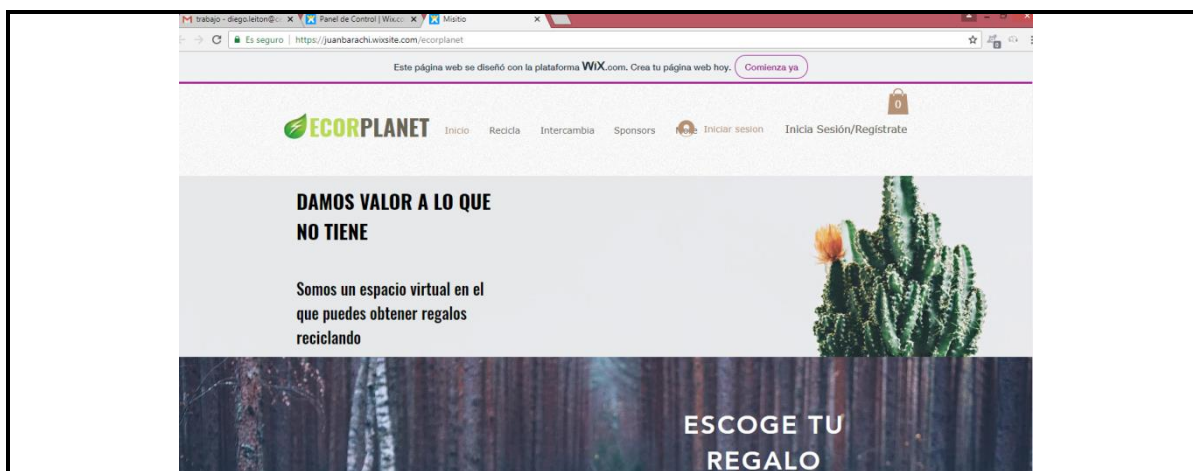 trabajo - diego.leiton@c
Panel de Control | Wix.co
Misitio
Es seguro
https://juanbarachi.wixsite.com/ecorplanet
Este página web se diseñó con la plataforma WiX.com. Crea tu página web hoy.
Comienza ya
0
ECORPLANET
Inicio
Recicla
Intercambia
Sponsors
Iniciar sesion
Inicia Sesión/Regístrate
DAMOS VALOR A LO QUE
NO TIENE
Somos un espacio virtual en el
que puedes obtener regalos
reciclando
ESCOGE TU
REGALO